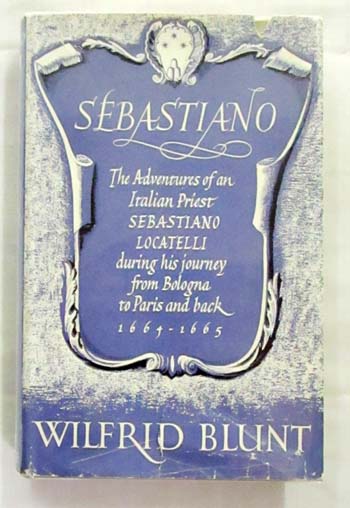 SEBASTIANO
The Adventures of an
Italian Priest
SEBASTIANO
LOCATELLI
during his journey
from Bologna
to Paris and back
1664-1665
WILFRID BLUNT